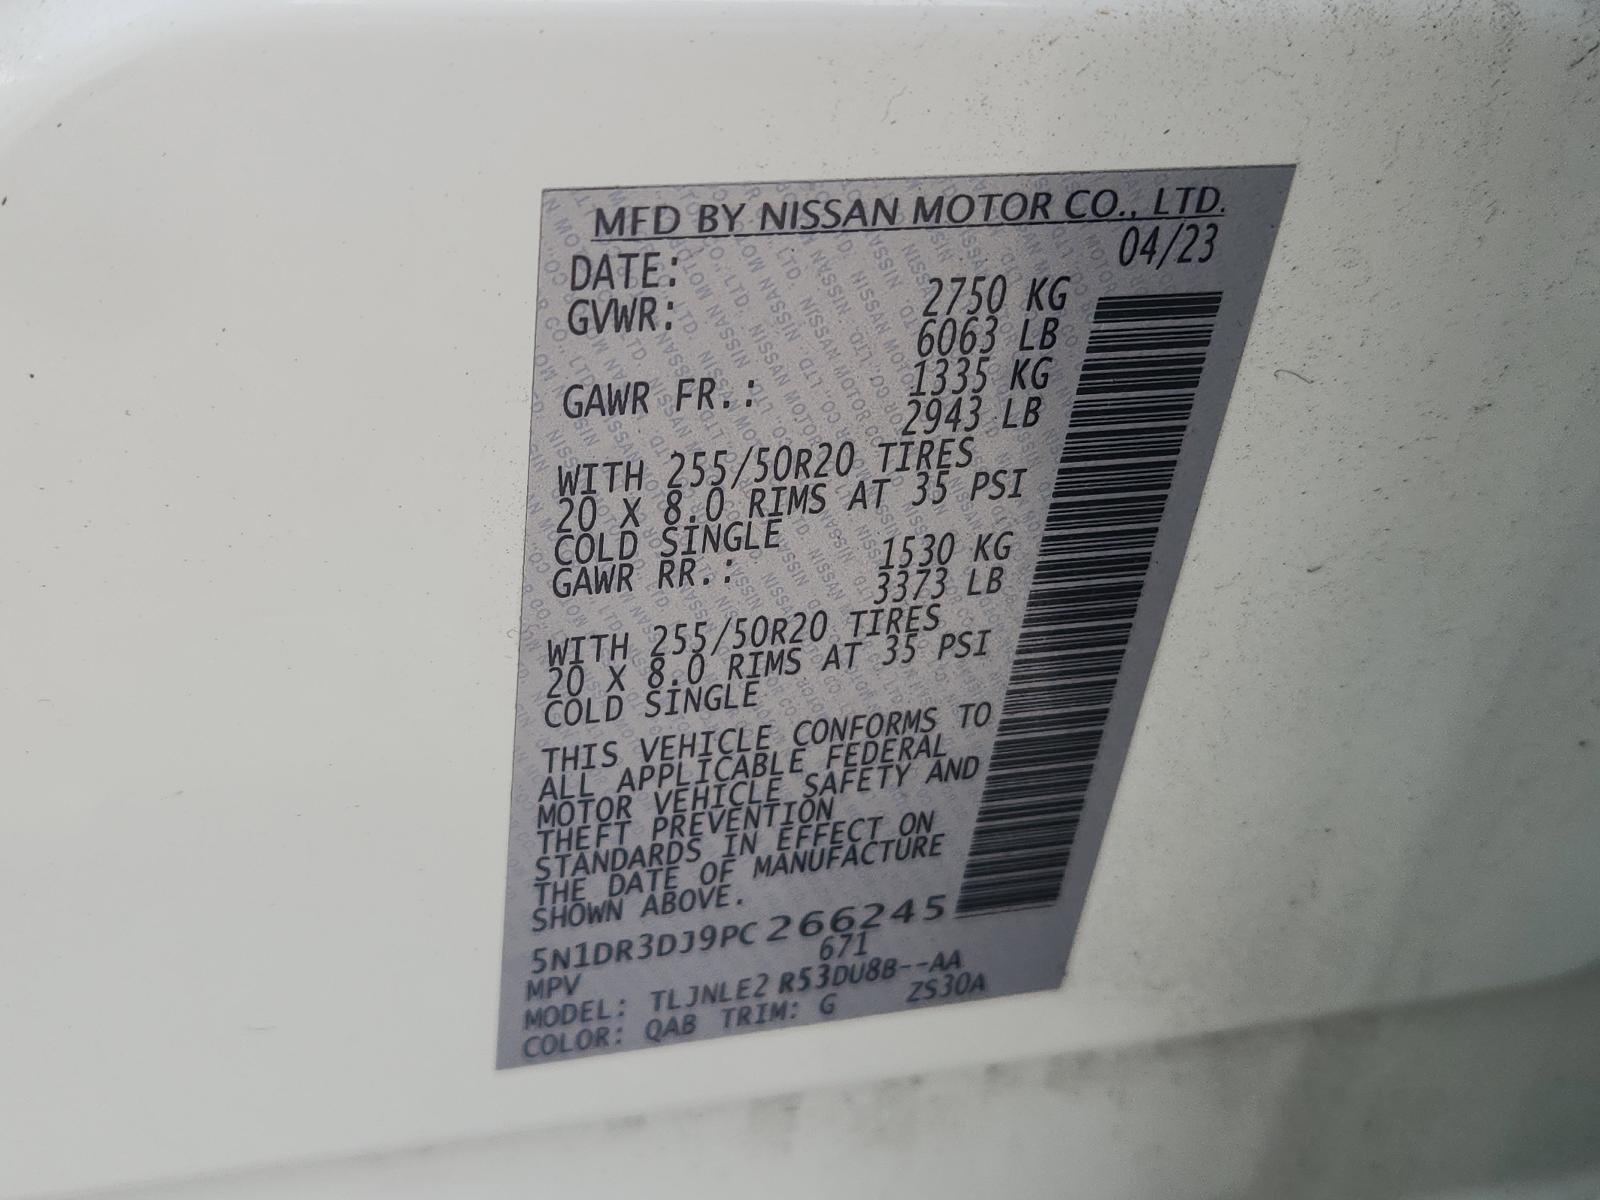 MFD BY NISSAN MOTOR CO., LTD.
DATE: 04/23
GVWR: 2750 KG
6063 LB
GAWR FR.: 1335 KG
2943 LB
WITH 255/50R20 TIRES
20 X 8.0 RIMS AT 35 PSI
COLD SINGLE
GAWR RR.: 1530 KG
3373 LB
WITH 255/50R20 TIRES
20 X 8.0 RIMS AT 35 PSI
COLD SINGLE
THIS VEHICLE CONFORMS TO
ALL APPLICABLE FEDERAL
MOTOR VEHICLE SAFETY AND
THEFT PREVENTION
STANDARDS IN EFFECT ON
THE DATE OF MANUFACTURE
SHOWN ABOVE.
5N1DR3DJ9PC266245
MPV 671
MODEL: TLJNLE2 R53DU8B--AA
COLOR: QAB TRIM: G ZS30A